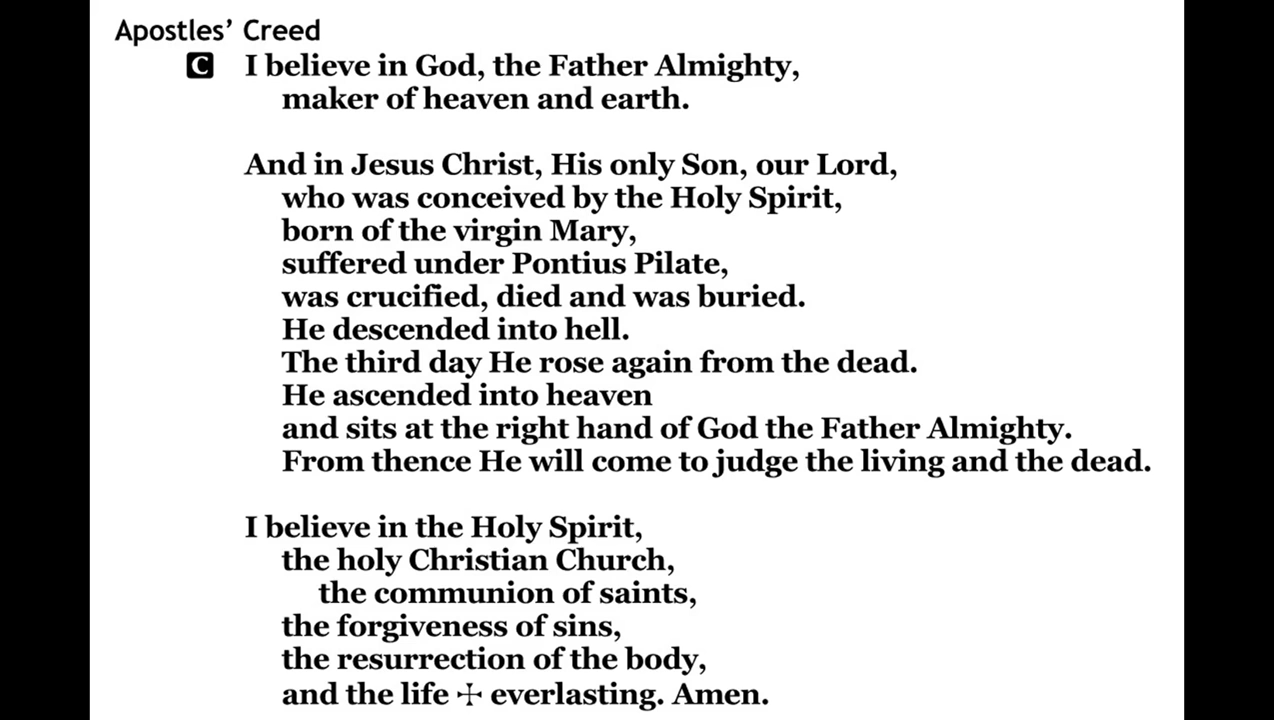 Apostles’ Creed
C I believe in God, the Father Almighty,
maker of heaven and earth.
And in Jesus Christ, His only Son, our Lord,
who was conceived by the Holy Spirit,
born of the virgin Mary,
suffered under Pontius Pilate,
was crucified, died and was buried.
He descended into hell.
The third day He rose again from the dead.
He ascended into heaven
and sits at the right hand of God the Father Almighty.
From thence He will come to judge the living and the dead.
I believe in the Holy Spirit,
the holy Christian Church,
the communion of saints,
the forgiveness of sins,
the resurrection of the body,
and the life ☩ everlasting. Amen.